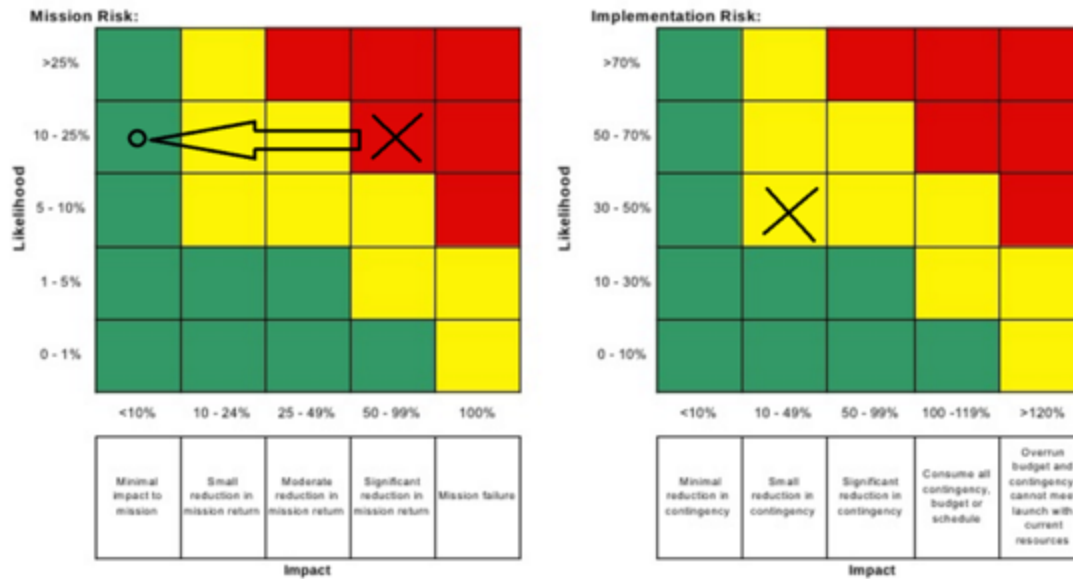 Mission Risk:
Implementation Risk:
Likelihood
>25%
10 - 25%
5 - 10%
1 - 5%
0 - 1%
<10%
10 - 24%
25 - 49%
50 - 99%
100%
Minimal
impact to
mission
Small
reduction in
mission return
Moderate
reduction in
mission return
Significant
reduction in
mission return
Mission failure
Impact
Likelihood
>70%
50 - 70%
30 - 50%
10 - 30%
0 - 10%
<10%
10 - 49%
50 - 99%
100 -119%
>120%
Minimal
reduction in
contingency
Small
reduction in
contingency
Significant
reduction in
contingency
Consume all
contingency,
budget or
schedule
Overrun
budget and
contingency
cannot mee
launch with
current
resources
Impact